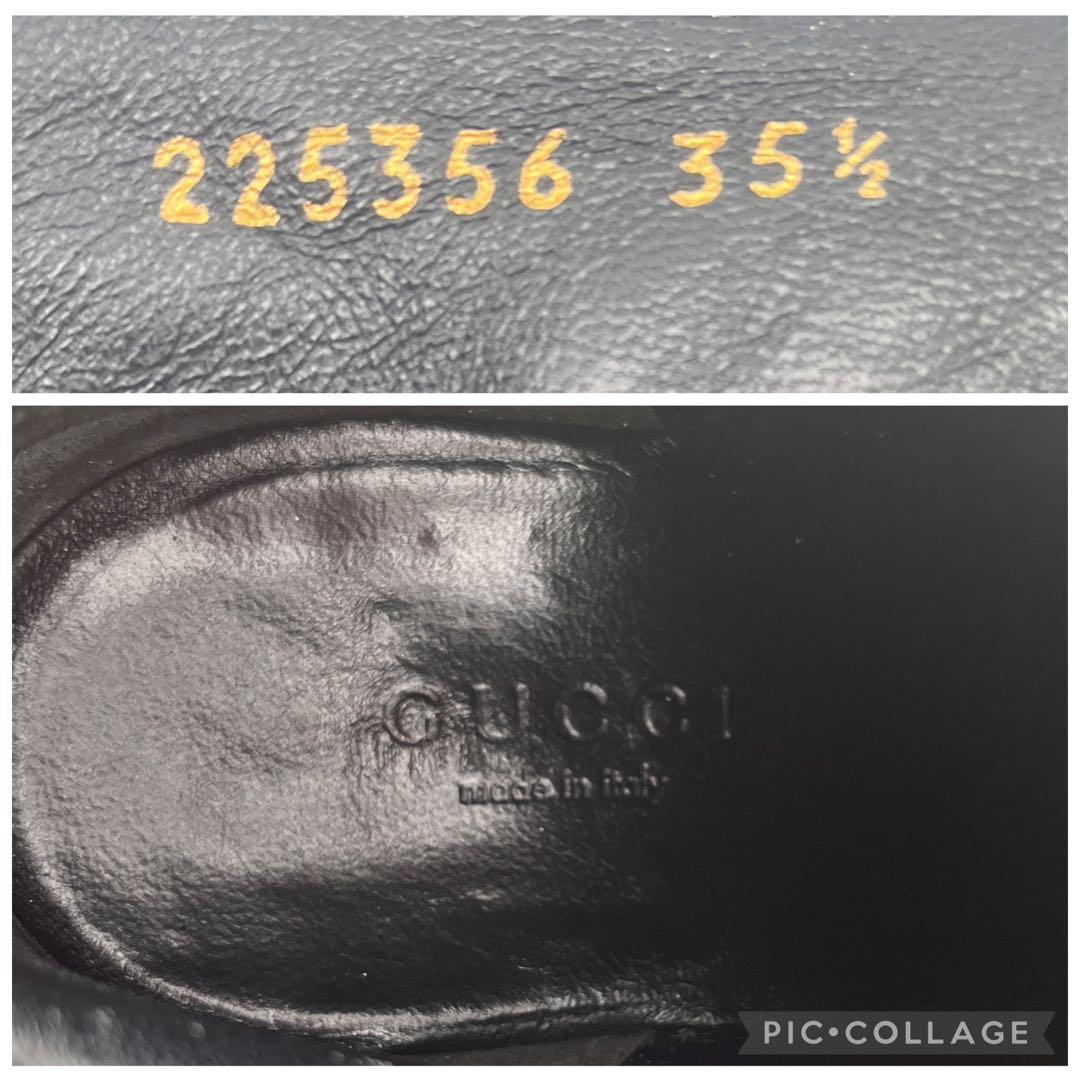 225356 35½
GUCCI
made in italy
PIC•COLLAGE